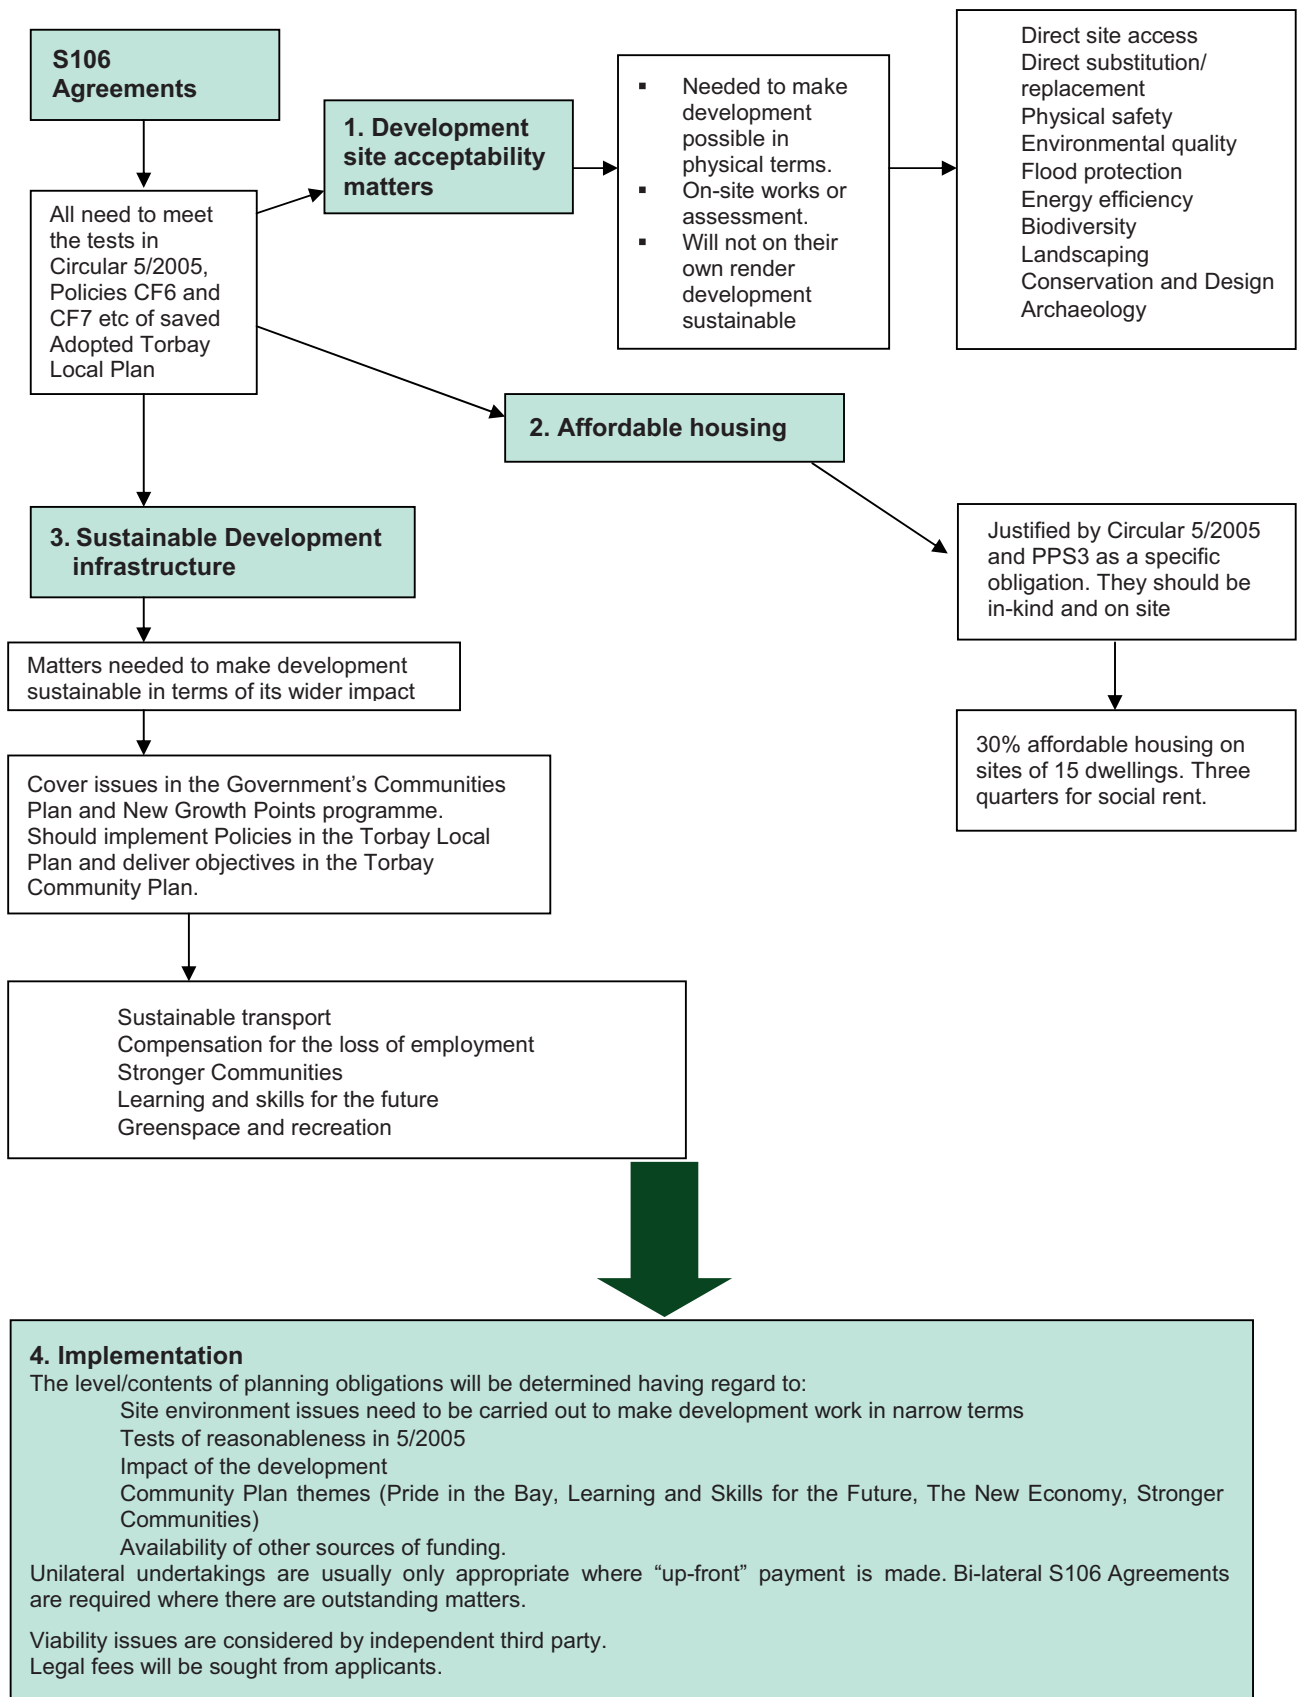 S106
Agreements
All need to meet
the tests in
Circular 5/2005,
Policies CF6 and
CF7 etc of saved
Adopted Torbay
Local Plan
1. Development
site acceptability
matters
▪ Needed to make
development
possible in
physical terms.
▪ On-site works or
assessment.
▪ Will not on their
own render
development
sustainable
Direct site access
Direct substitution/
replacement
Physical safety
Environmental quality
Flood protection
Energy efficiency
Biodiversity
Landscaping
Conservation and Design
Archaeology
2. Affordable housing
Justified by Circular 5/2005
and PPS3 as a specific
obligation. They should be
in-kind and on site
30% affordable housing on
sites of 15 dwellings. Three
quarters for social rent.
3. Sustainable Development
infrastructure
Matters needed to make development
sustainable in terms of its wider impact
Cover issues in the Government’s Communities
Plan and New Growth Points programme.
Should implement Policies in the Torbay Local
Plan and deliver objectives in the Torbay
Community Plan.
Sustainable transport
Compensation for the loss of employment
Stronger Communities
Learning and skills for the future
Greenspace and recreation
4. Implementation
The level/contents of planning obligations will be determined having regard to:
Site environment issues need to be carried out to make development work in narrow terms
Tests of reasonableness in 5/2005
Impact of the development
Community Plan themes (Pride in the Bay, Learning and Skills for the Future, The New Economy, Stronger
Communities)
Availability of other sources of funding.
Unilateral undertakings are usually only appropriate where “up-front” payment is made. Bi-lateral S106 Agreements
are required where there are outstanding matters.
Viability issues are considered by independent third party.
Legal fees will be sought from applicants.